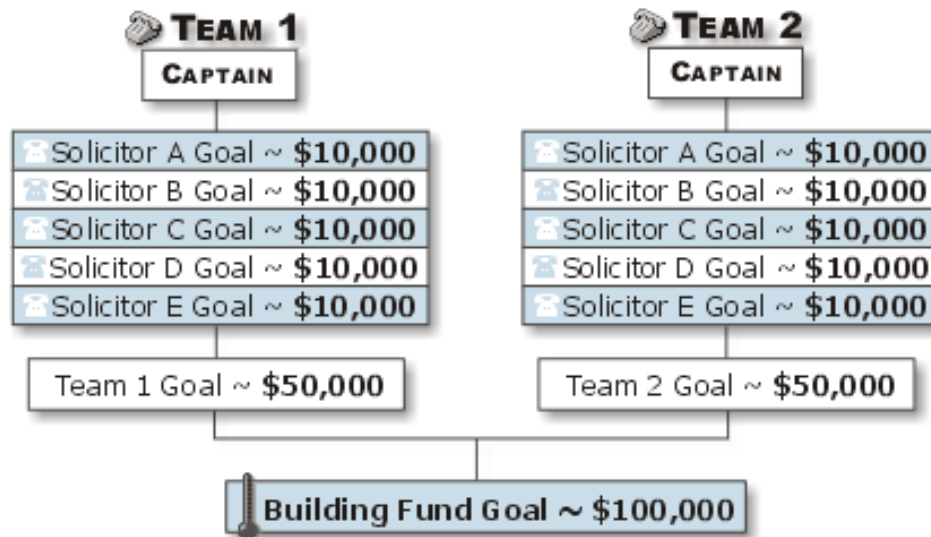 TEAM 1
CAPTAIN
Solicitor A Goal ~ $10,000
Solicitor B Goal ~ $10,000
Solicitor C Goal ~ $10,000
Solicitor D Goal ~ $10,000
Solicitor E Goal ~ $10,000
Team 1 Goal ~ $50,000
TEAM 2
CAPTAIN
Solicitor A Goal ~ $10,000
Solicitor B Goal ~ $10,000
Solicitor C Goal ~ $10,000
Solicitor D Goal ~ $10,000
Solicitor E Goal ~ $10,000
Team 2 Goal ~ $50,000
Building Fund Goal ~ $100,000